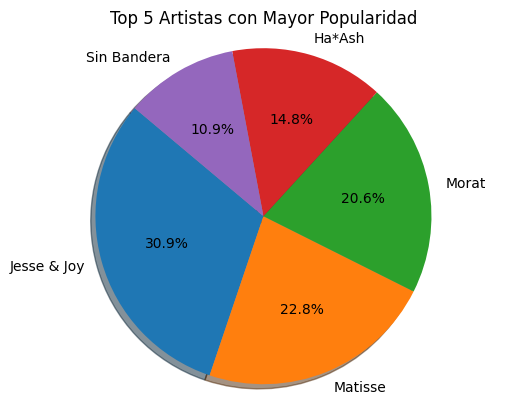 Top 5 Artistas con Mayor Popularidad
Ha*Ash
Sin Bandera
14.8%
10.9%
Morat
20.6%
Jesse & Joy
30.9%
22.8%
Matisse